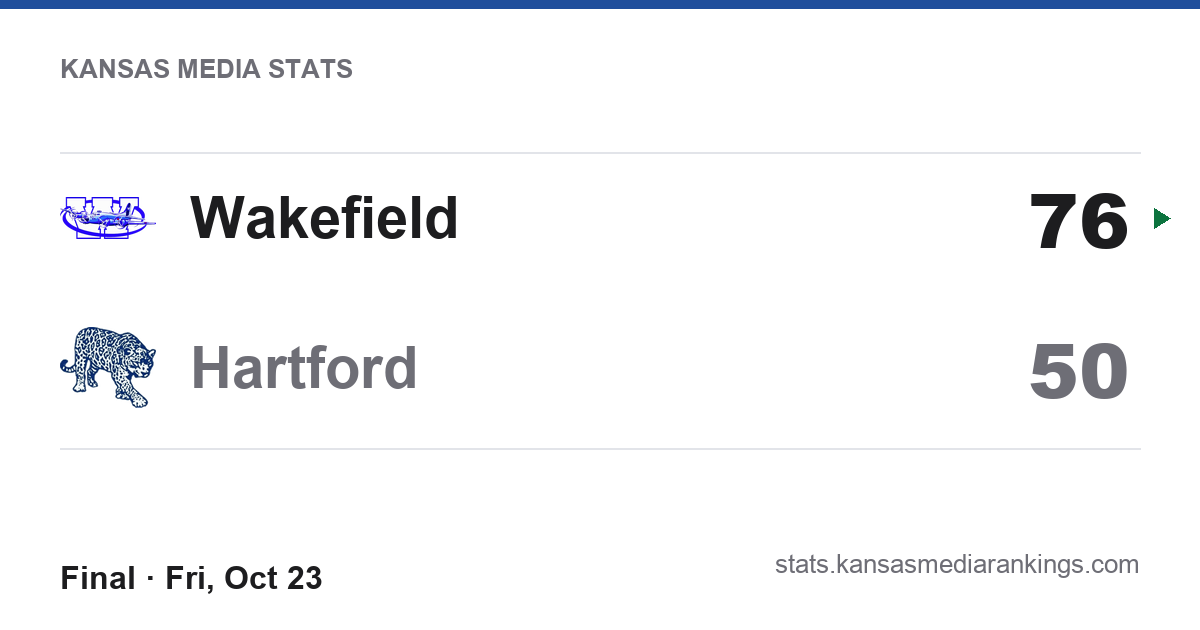 KANSAS MEDIA STATS
Wakefield 76
Hartford 50
Final · Fri, Oct 23
stats.kansasmediarankings.com